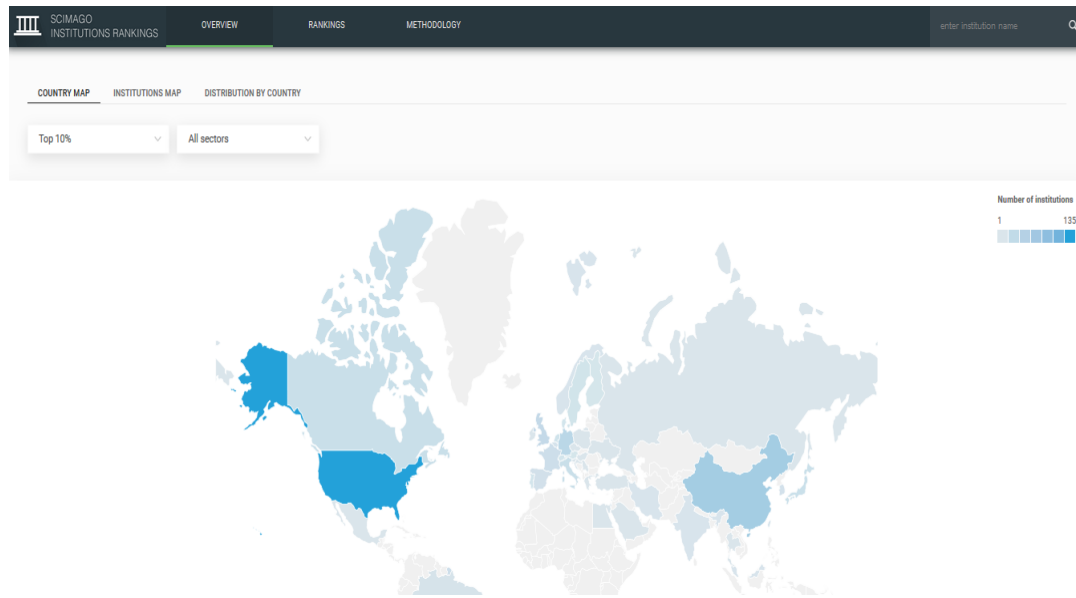 SCIMAGO
INSTITUTIONS RANKINGS
OVERVIEW
RANKINGS
METHODOLOGY
enter institution name
COUNTRY MAP
INSTITUTIONS MAP
DISTRIBUTION BY COUNTRY
Top 10%
All sectors
Number of institutions
1 135